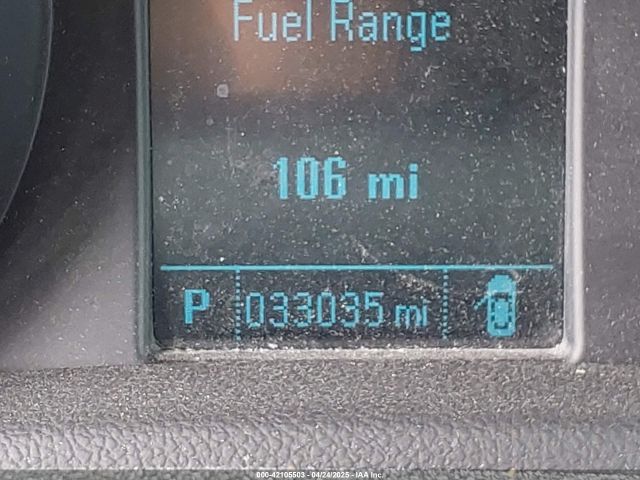 Fuel Range
106 mi
P 033035 mi
000-42105503 - 04/24/2025 - IAA Inc.